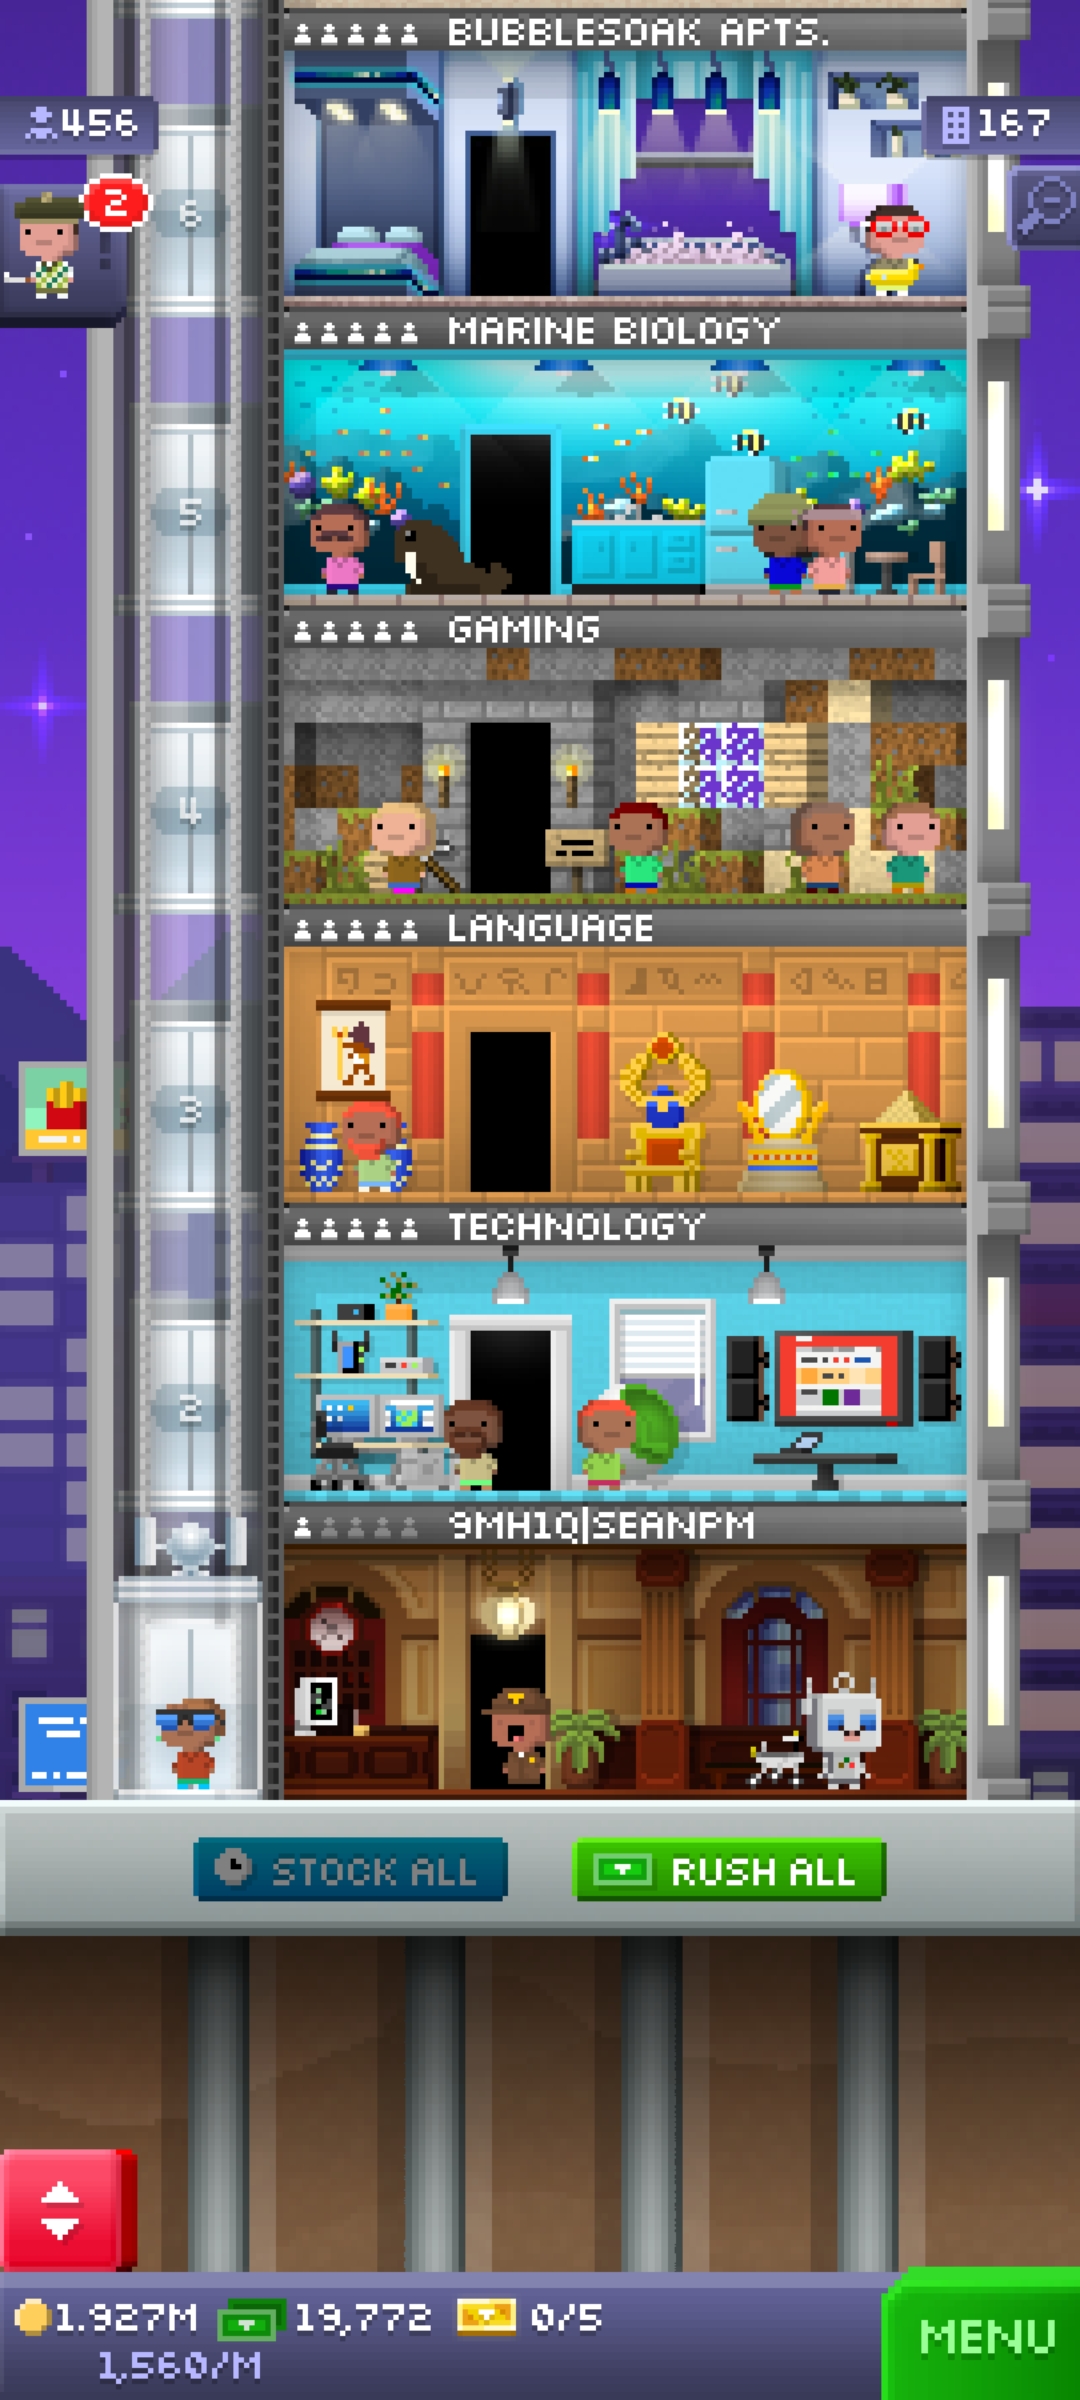 BUBBLESOAK APTS.
456
167
2
6
MARINE BIOLOGY
5
GAMING
4
LANGUAGE
3
TECHNOLOGY
2
9MH1Q|SEANPM
STOCK ALL
RUSH ALL
1.927M
19,772
0/5
1,560/M
MENU